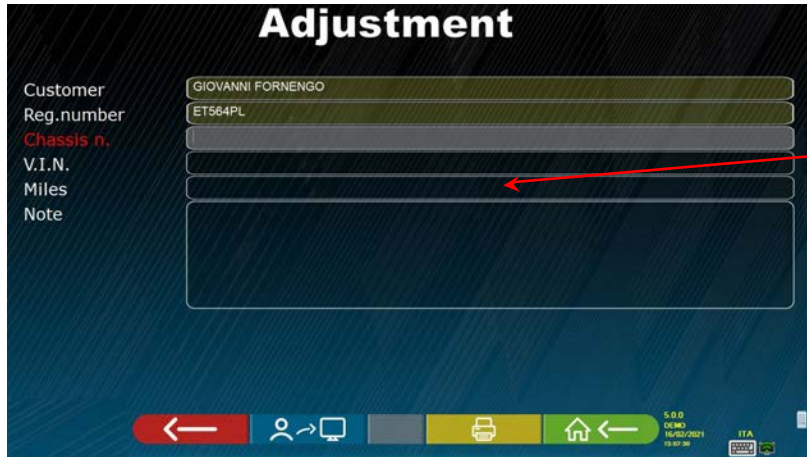 Adjustment
Customer GIOVANNI FORNENGO
Reg.number ET564PL
Chassis n.
V.I.N.
Miles
Note
5.0.0
DEMO
16/02/2021
ITA